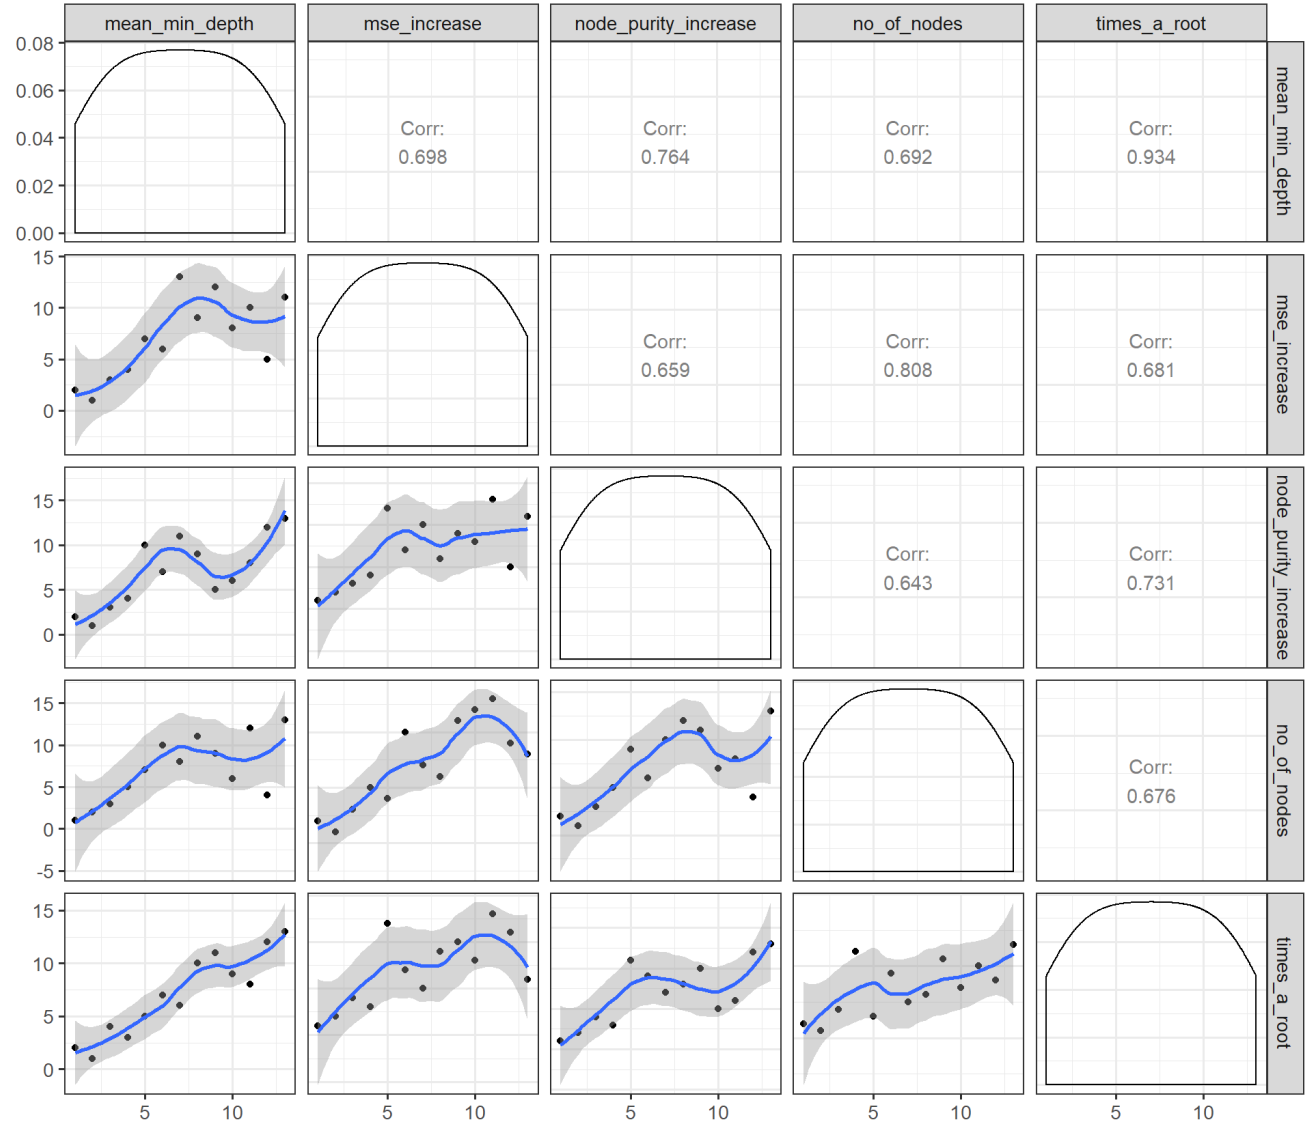 mean_min_depth mse_increase node_purity_increase no_of_nodes times_a_root
0.08
0.06
0.04
0.02
0.00
Corr:
0.698
Corr:
0.764
Corr:
0.692
Corr:
0.934
mean_min_depth
15
10
5
0
Corr:
0.659
Corr:
0.808
Corr:
0.681
mse_increase
15
10
5
0
Corr:
0.643
Corr:
0.731
node_purity_increase
15
10
5
0
-5
Corr:
0.676
no_of_nodes
15
10
5
0
times_a_root
5 10 5 10 5 10 5 10 5 10